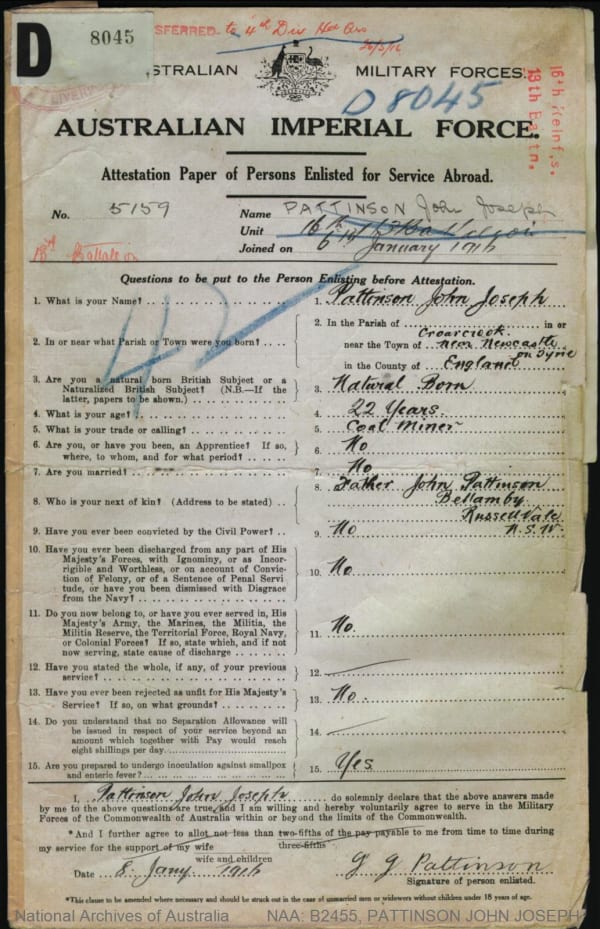 D 8045
SFERRED to 4th Div Hd Qrs
26/3/16
STRALIAN MILITARY FORCES.
D8045
16th Reinf,s.
13th Battn.
AUSTRALIAN IMPERIAL FORCE.
Attestation Paper of Persons Enlisted for Service Abroad.
No. 5159 Name PATTINSON John Joseph
Unit 16th
Joined on 6th January 1916
Questions to be put to the Person Enlisting before Attestation.
1. What is your Name? 1. Pattinson John Joseph
2. In or near what Parish or Town were you born? 2. In the Parish of Croarcrook in or
near the Town of near Newcastle on Tyne
in the County of England
3. Are you a natural born British Subject or a 3. Natural Born
Naturalized British Subject? (N.B.—If the
latter, papers to be shown.)
4. What is your age? 4. 22 Years
5. What is your trade or calling? 5. Coal Miner
6. Are you, or have you been, an Apprentice? If so, 6. No
where, to whom, and for what period?
7. Are you married? 7. No
8. Who is your next of kin? (Address to be stated) 8. Father John Pattinson
Bellamby
Russell Vale
N.S.W.
9. Have you ever been convicted by the Civil Power? 9. No
10. Have you ever been discharged from any part of His 10. No
Majesty's Forces, with Ignominy, or as Incor-
rigible and Worthless, or on account of Convic-
tion of Felony, or of a Sentence of Penal Servi
tude, or have you been dismissed with Disgrace
from the Navy?
11. Do you now belong to, or have you ever served in, His 11. No.
Majesty's Army, the Marines, the Militia, the
Militia Reserve, the Territorial Force, Royal Navy,
or Colonial Forces? If so, state which, and if not
now serving, state cause of discharge
12. Have you stated the whole, if any, of your previous 12.
service?
13. Have you ever been rejected as unfit for His Majesty's 13. No.
Service? If so, on what grounds?
14. Do you understand that no Separation Allowance will 14.
be issued in respect of your service beyond an
amount which together with Pay would reach
eight shillings per day.
15. Are you prepared to undergo inoculation against smallpox 15. Yes
and enteric fever?
I, Pattinson John Joseph do solemnly declare that the above answers made
by me to the above questions are true, and I am willing and hereby voluntarily agree to serve in the Military
Forces of the Commonwealth of Australia within or beyond the limits of the Commonwealth.
*And I further agree to allot not less than two-fifths of the pay payable to me from time to time during
three-fifths
my service for the support of my wife
wife and children
Date 8. Jany. 1916 J J Pattinson
Signature of person enlisted.
*This clause to be amended where necessary and should be struck out in the case of unmarried men or widowers without children under 18 years of age.
National Archives of Australia NAA: B2455, PATTINSON JOHN JOSEPH